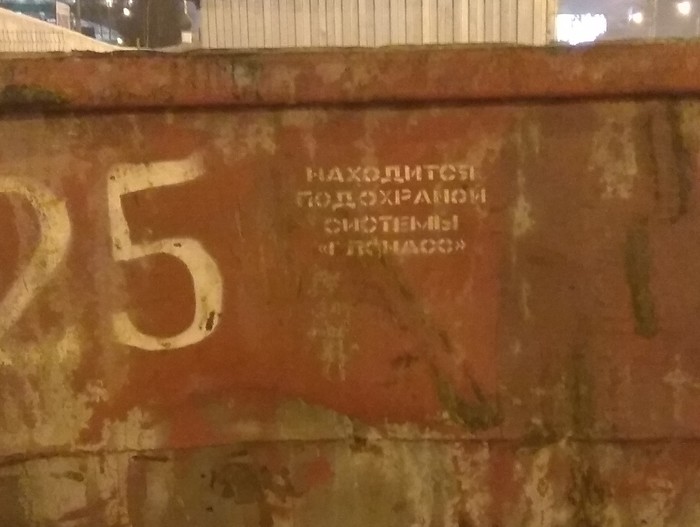 25
НАХОДИТСЯ
ПОД ОХРАНОЙ
СИСТЕМЫ
«ГЛОНАСС»